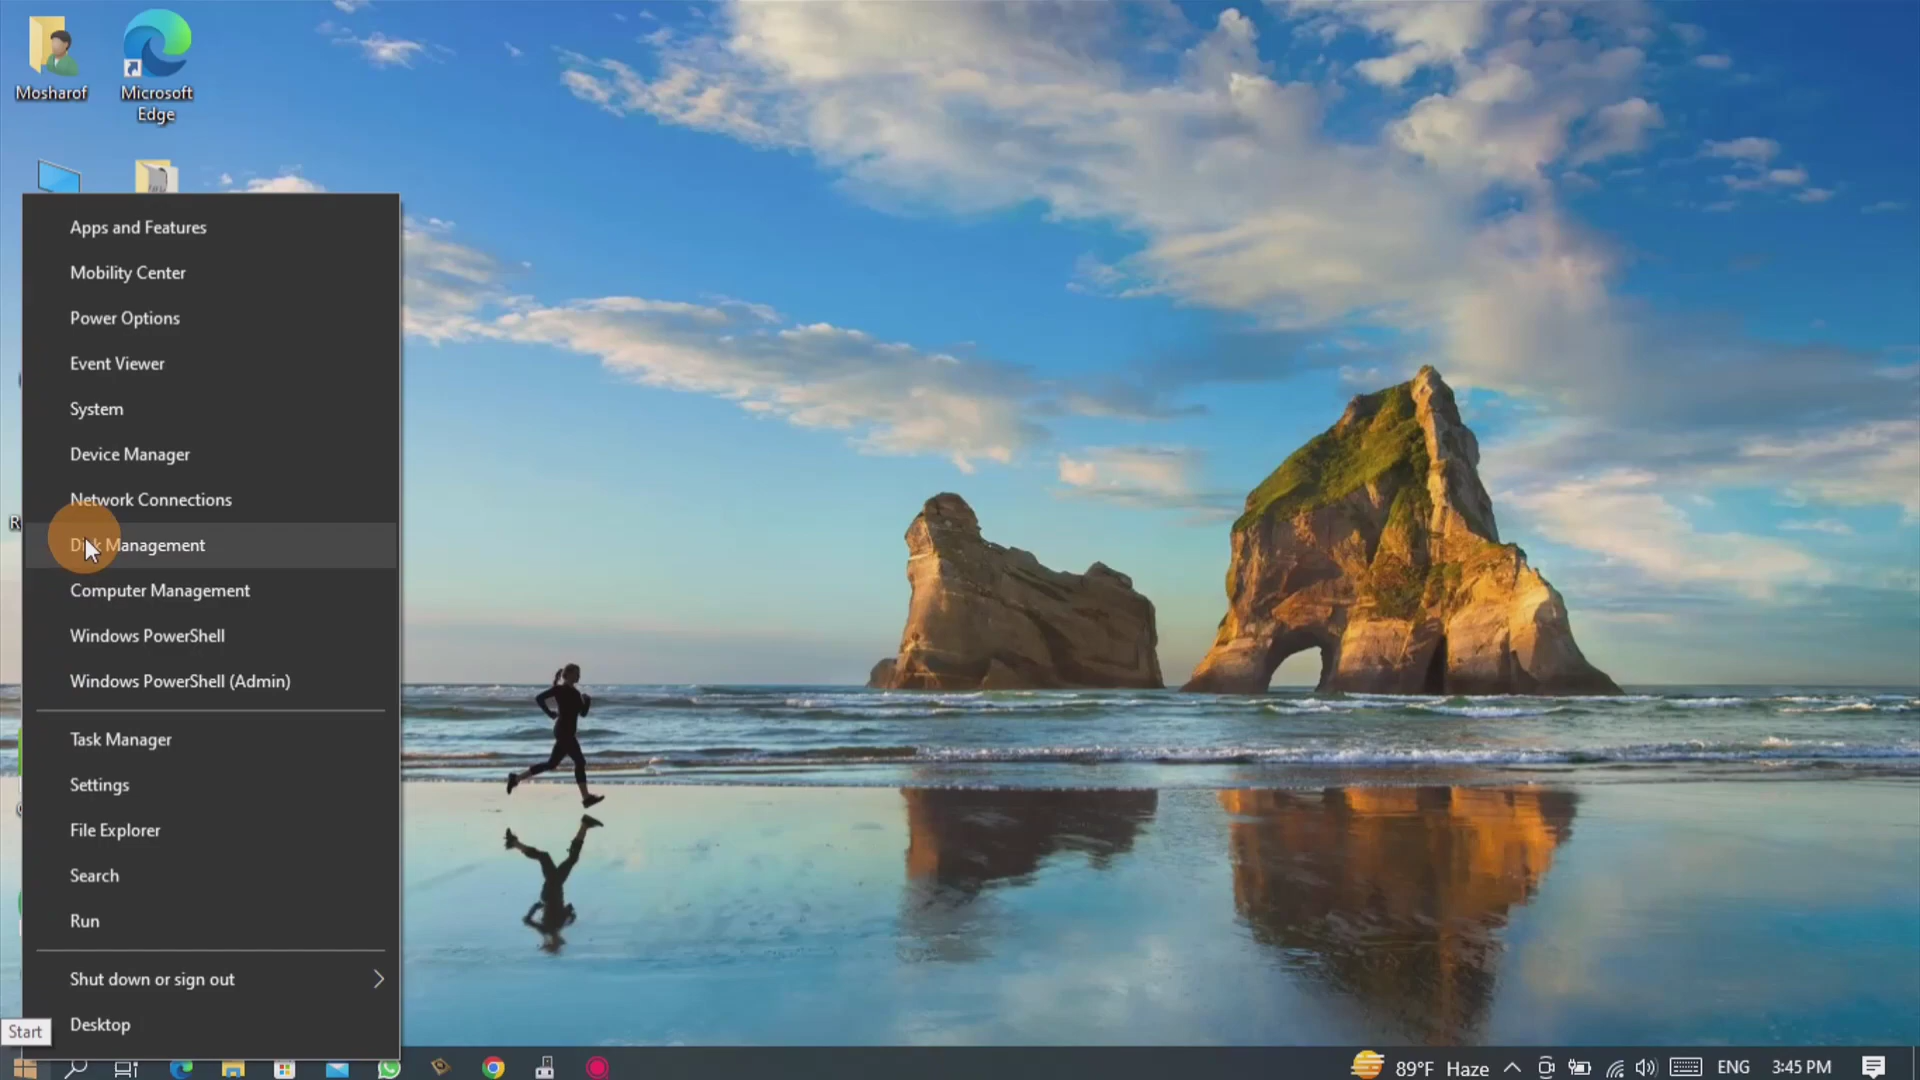 Mosharof
Microsoft
Edge
Apps and Features
Mobility Center
Power Options
Event Viewer
System
Device Manager
Network Connections
R
Disk Management
Computer Management
Windows PowerShell
Windows PowerShell (Admin)
Task Manager
Settings
File Explorer
Search
Run
Shut down or sign out
Desktop
Start
89°F Haze
ENG
3:45 PM